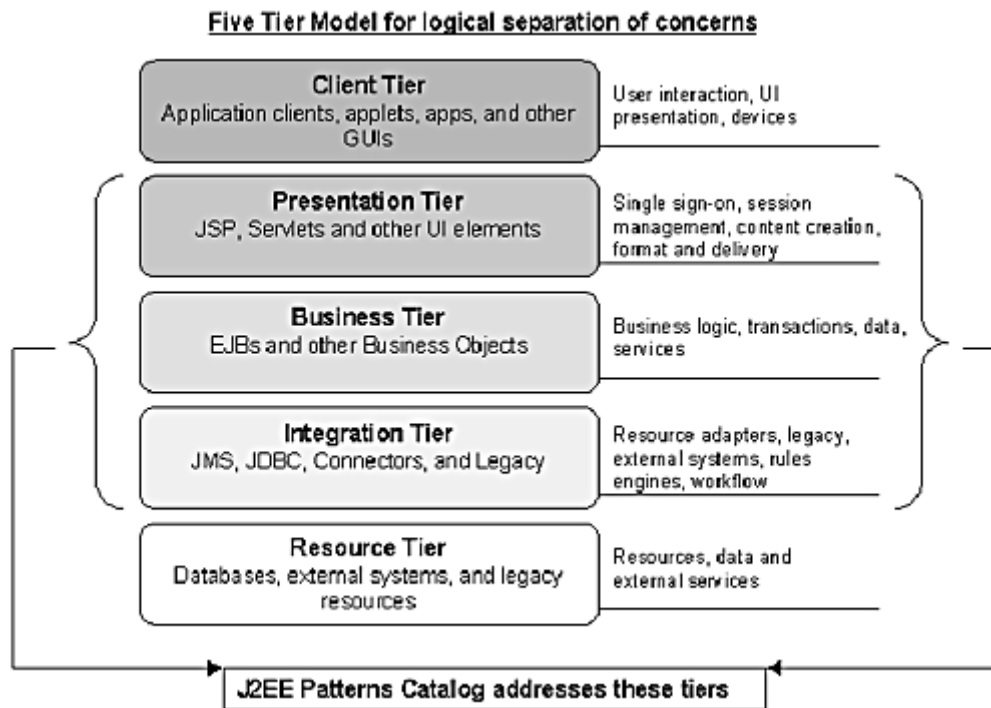 Five Tier Model for logical separation of concerns
Client Tier
Application clients, applets, apps, and other
GUIs
User interaction, UI
presentation, devices
Presentation Tier
JSP, Servlets and other UI elements
Single sign-on, session
management, content creation,
format and delivery
Business Tier
EJBs and other Business Objects
Business logic, transactions, data,
services
Integration Tier
JMS, JDBC, Connectors, and Legacy
Resource adapters, legacy,
external systems, rules
engines, workflow
Resource Tier
Databases, external systems, and legacy
resources
Resources, data and
external services
J2EE Patterns Catalog addresses these tiers